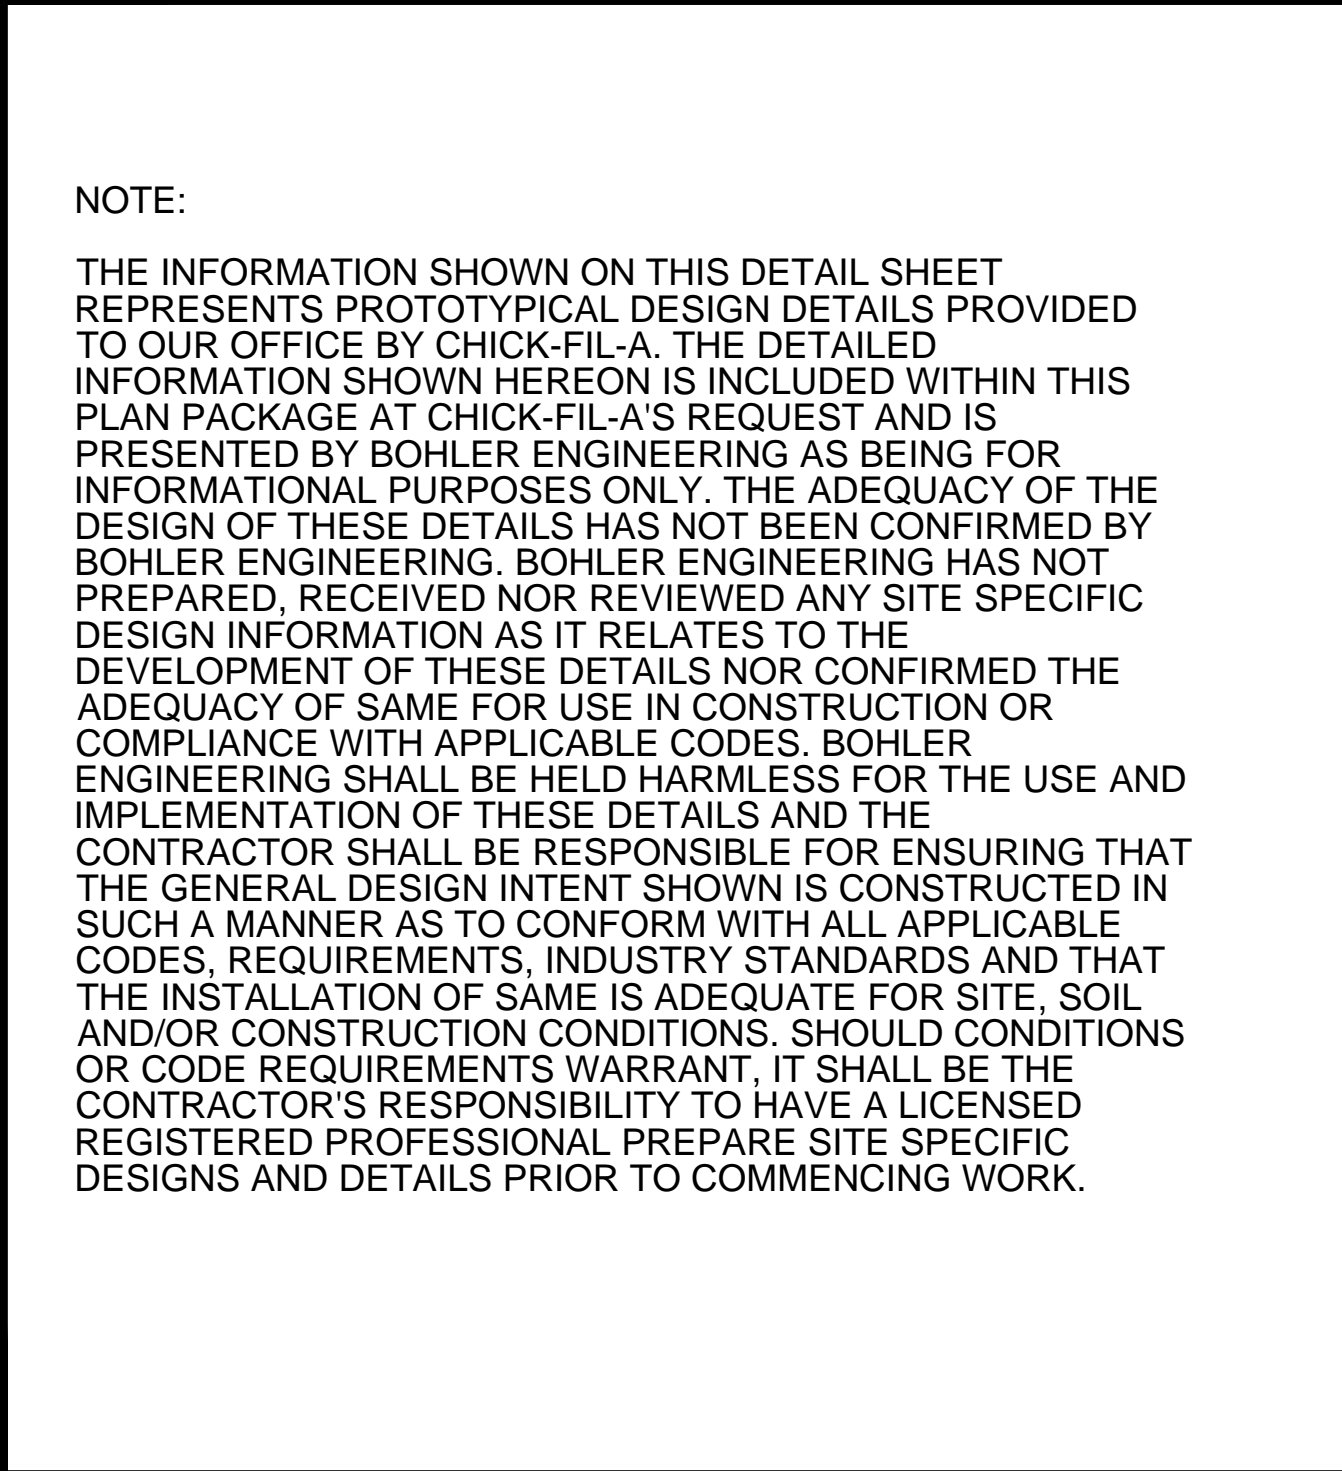 NOTE:
THE INFORMATION SHOWN ON THIS DETAIL SHEET
REPRESENTS PROTOTYPICAL DESIGN DETAILS PROVIDED
TO OUR OFFICE BY CHICK-FIL-A. THE DETAILED
INFORMATION SHOWN HEREON IS INCLUDED WITHIN THIS
PLAN PACKAGE AT CHICK-FIL-A'S REQUEST AND IS
PRESENTED BY BOHLER ENGINEERING AS BEING FOR
INFORMATIONAL PURPOSES ONLY. THE ADEQUACY OF THE
DESIGN OF THESE DETAILS HAS NOT BEEN CONFIRMED BY
BOHLER ENGINEERING. BOHLER ENGINEERING HAS NOT
PREPARED, RECEIVED NOR REVIEWED ANY SITE SPECIFIC
DESIGN INFORMATION AS IT RELATES TO THE
DEVELOPMENT OF THESE DETAILS NOR CONFIRMED THE
ADEQUACY OF SAME FOR USE IN CONSTRUCTION OR
COMPLIANCE WITH APPLICABLE CODES. BOHLER
ENGINEERING SHALL BE HELD HARMLESS FOR THE USE AND
IMPLEMENTATION OF THESE DETAILS AND THE
CONTRACTOR SHALL BE RESPONSIBLE FOR ENSURING THAT
THE GENERAL DESIGN INTENT SHOWN IS CONSTRUCTED IN
SUCH A MANNER AS TO CONFORM WITH ALL APPLICABLE
CODES, REQUIREMENTS, INDUSTRY STANDARDS AND THAT
THE INSTALLATION OF SAME IS ADEQUATE FOR SITE, SOIL
AND/OR CONSTRUCTION CONDITIONS. SHOULD CONDITIONS
OR CODE REQUIREMENTS WARRANT, IT SHALL BE THE
CONTRACTOR'S RESPONSIBILITY TO HAVE A LICENSED
REGISTERED PROFESSIONAL PREPARE SITE SPECIFIC
DESIGNS AND DETAILS PRIOR TO COMMENCING WORK.